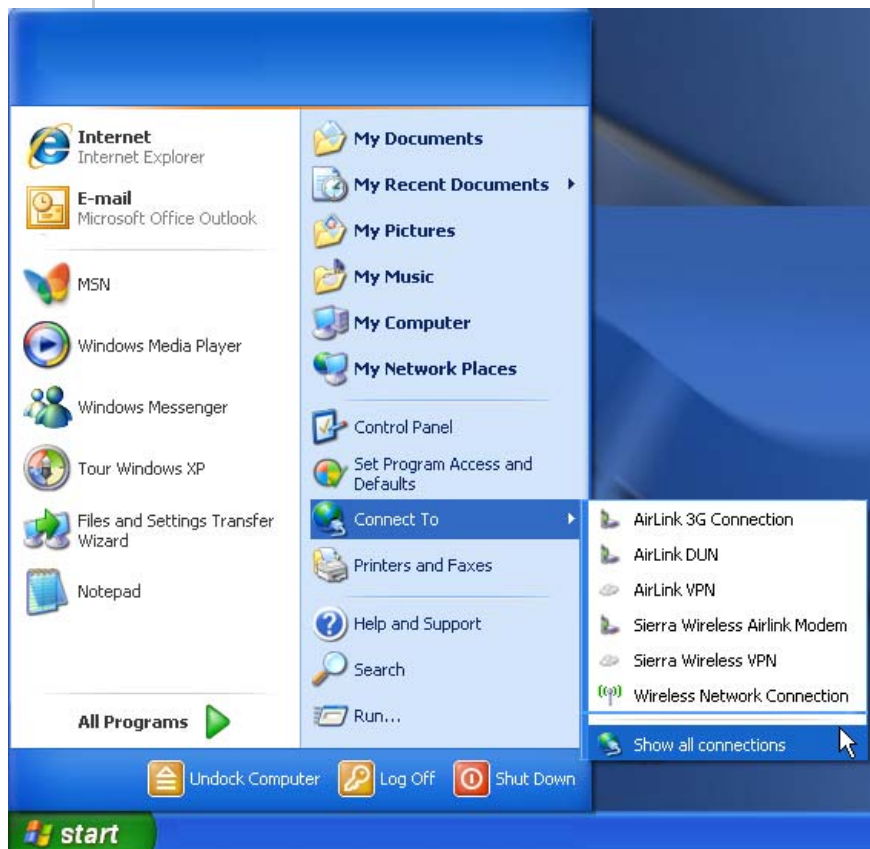 Internet
Internet Explorer
E-mail
Microsoft Office Outlook
MSN
Windows Media Player
Windows Messenger
Tour Windows XP
Files and Settings Transfer
Wizard
Notepad
All Programs
My Documents
My Recent Documents
My Pictures
My Music
My Computer
My Network Places
Control Panel
Set Program Access and
Defaults
Connect To
Printers and Faxes
Help and Support
Search
Run...
AirLink 3G Connection
AirLink DUN
AirLink VPN
Sierra Wireless Airlink Modem
Sierra Wireless VPN
Wireless Network Connection
Show all connections
Undock Computer
Log Off
Shut Down
start